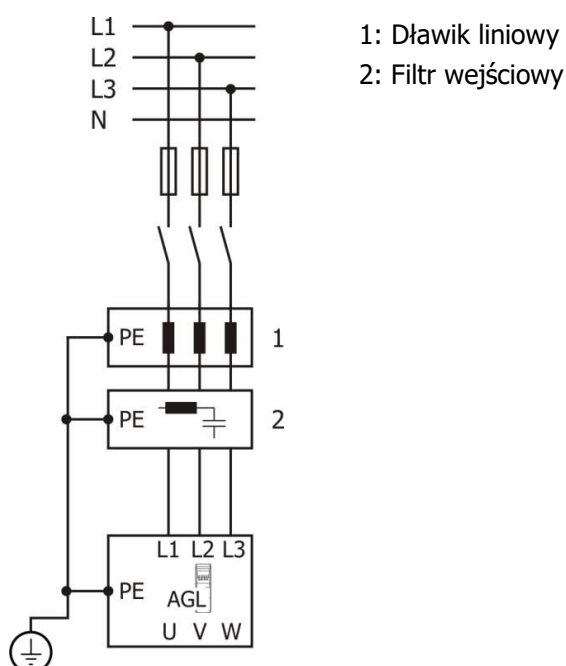 L1
L2
L3
N
1: Dławik liniowy
2: Filtr wejściowy
PE
1
PE
2
L1 L2 L3
PE
AGL
U V W